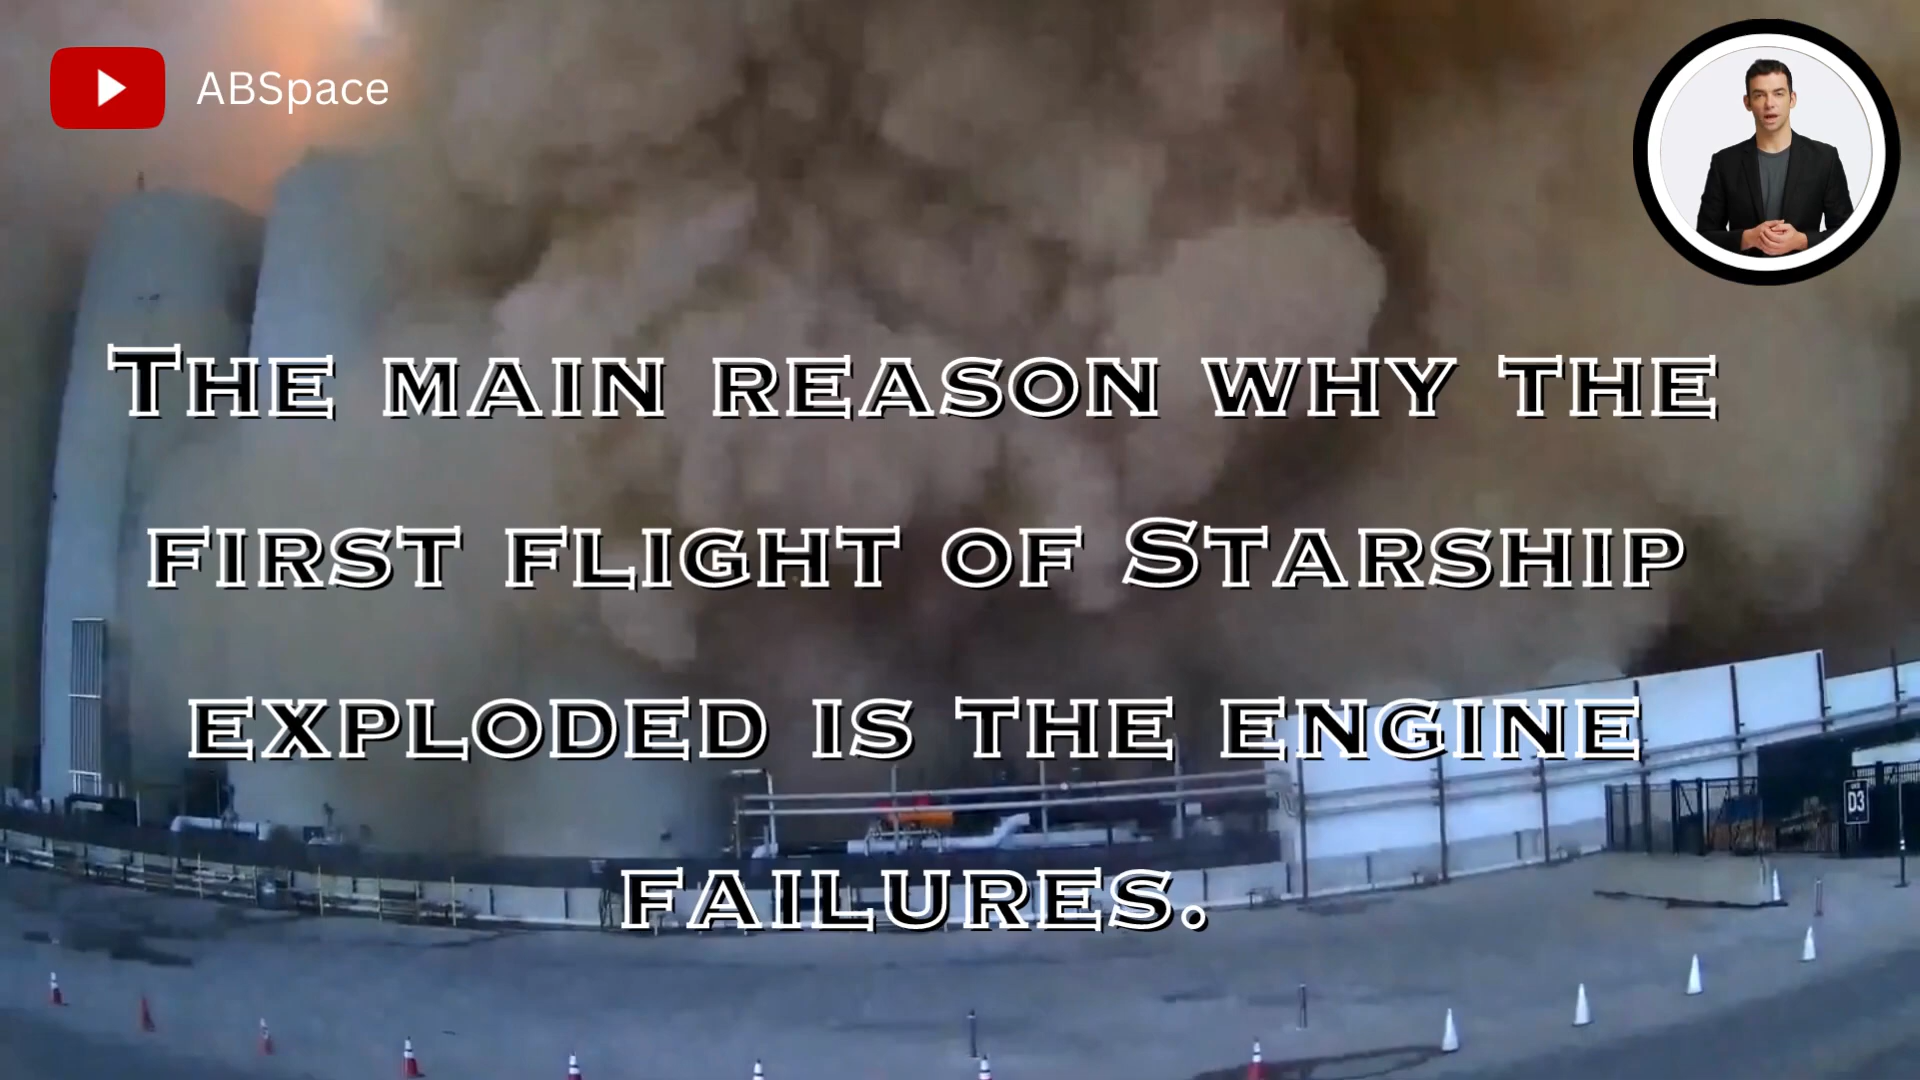 ABSpace
The main reason why the
first flight of Starship
exploded is the engine
failures.
D3